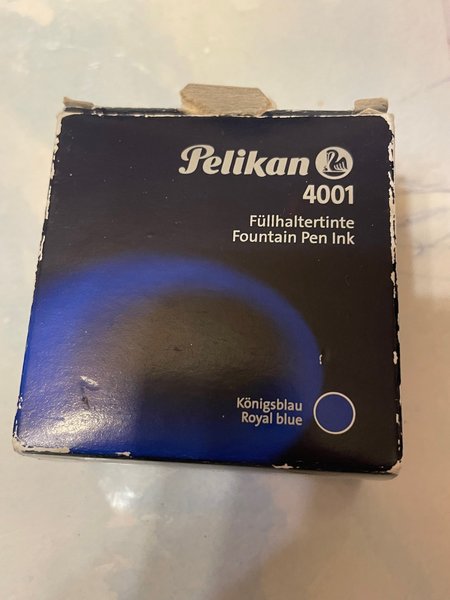 Pelikan
4001
Füllhaltertinte
Fountain Pen Ink
Königsblau
Royal blue